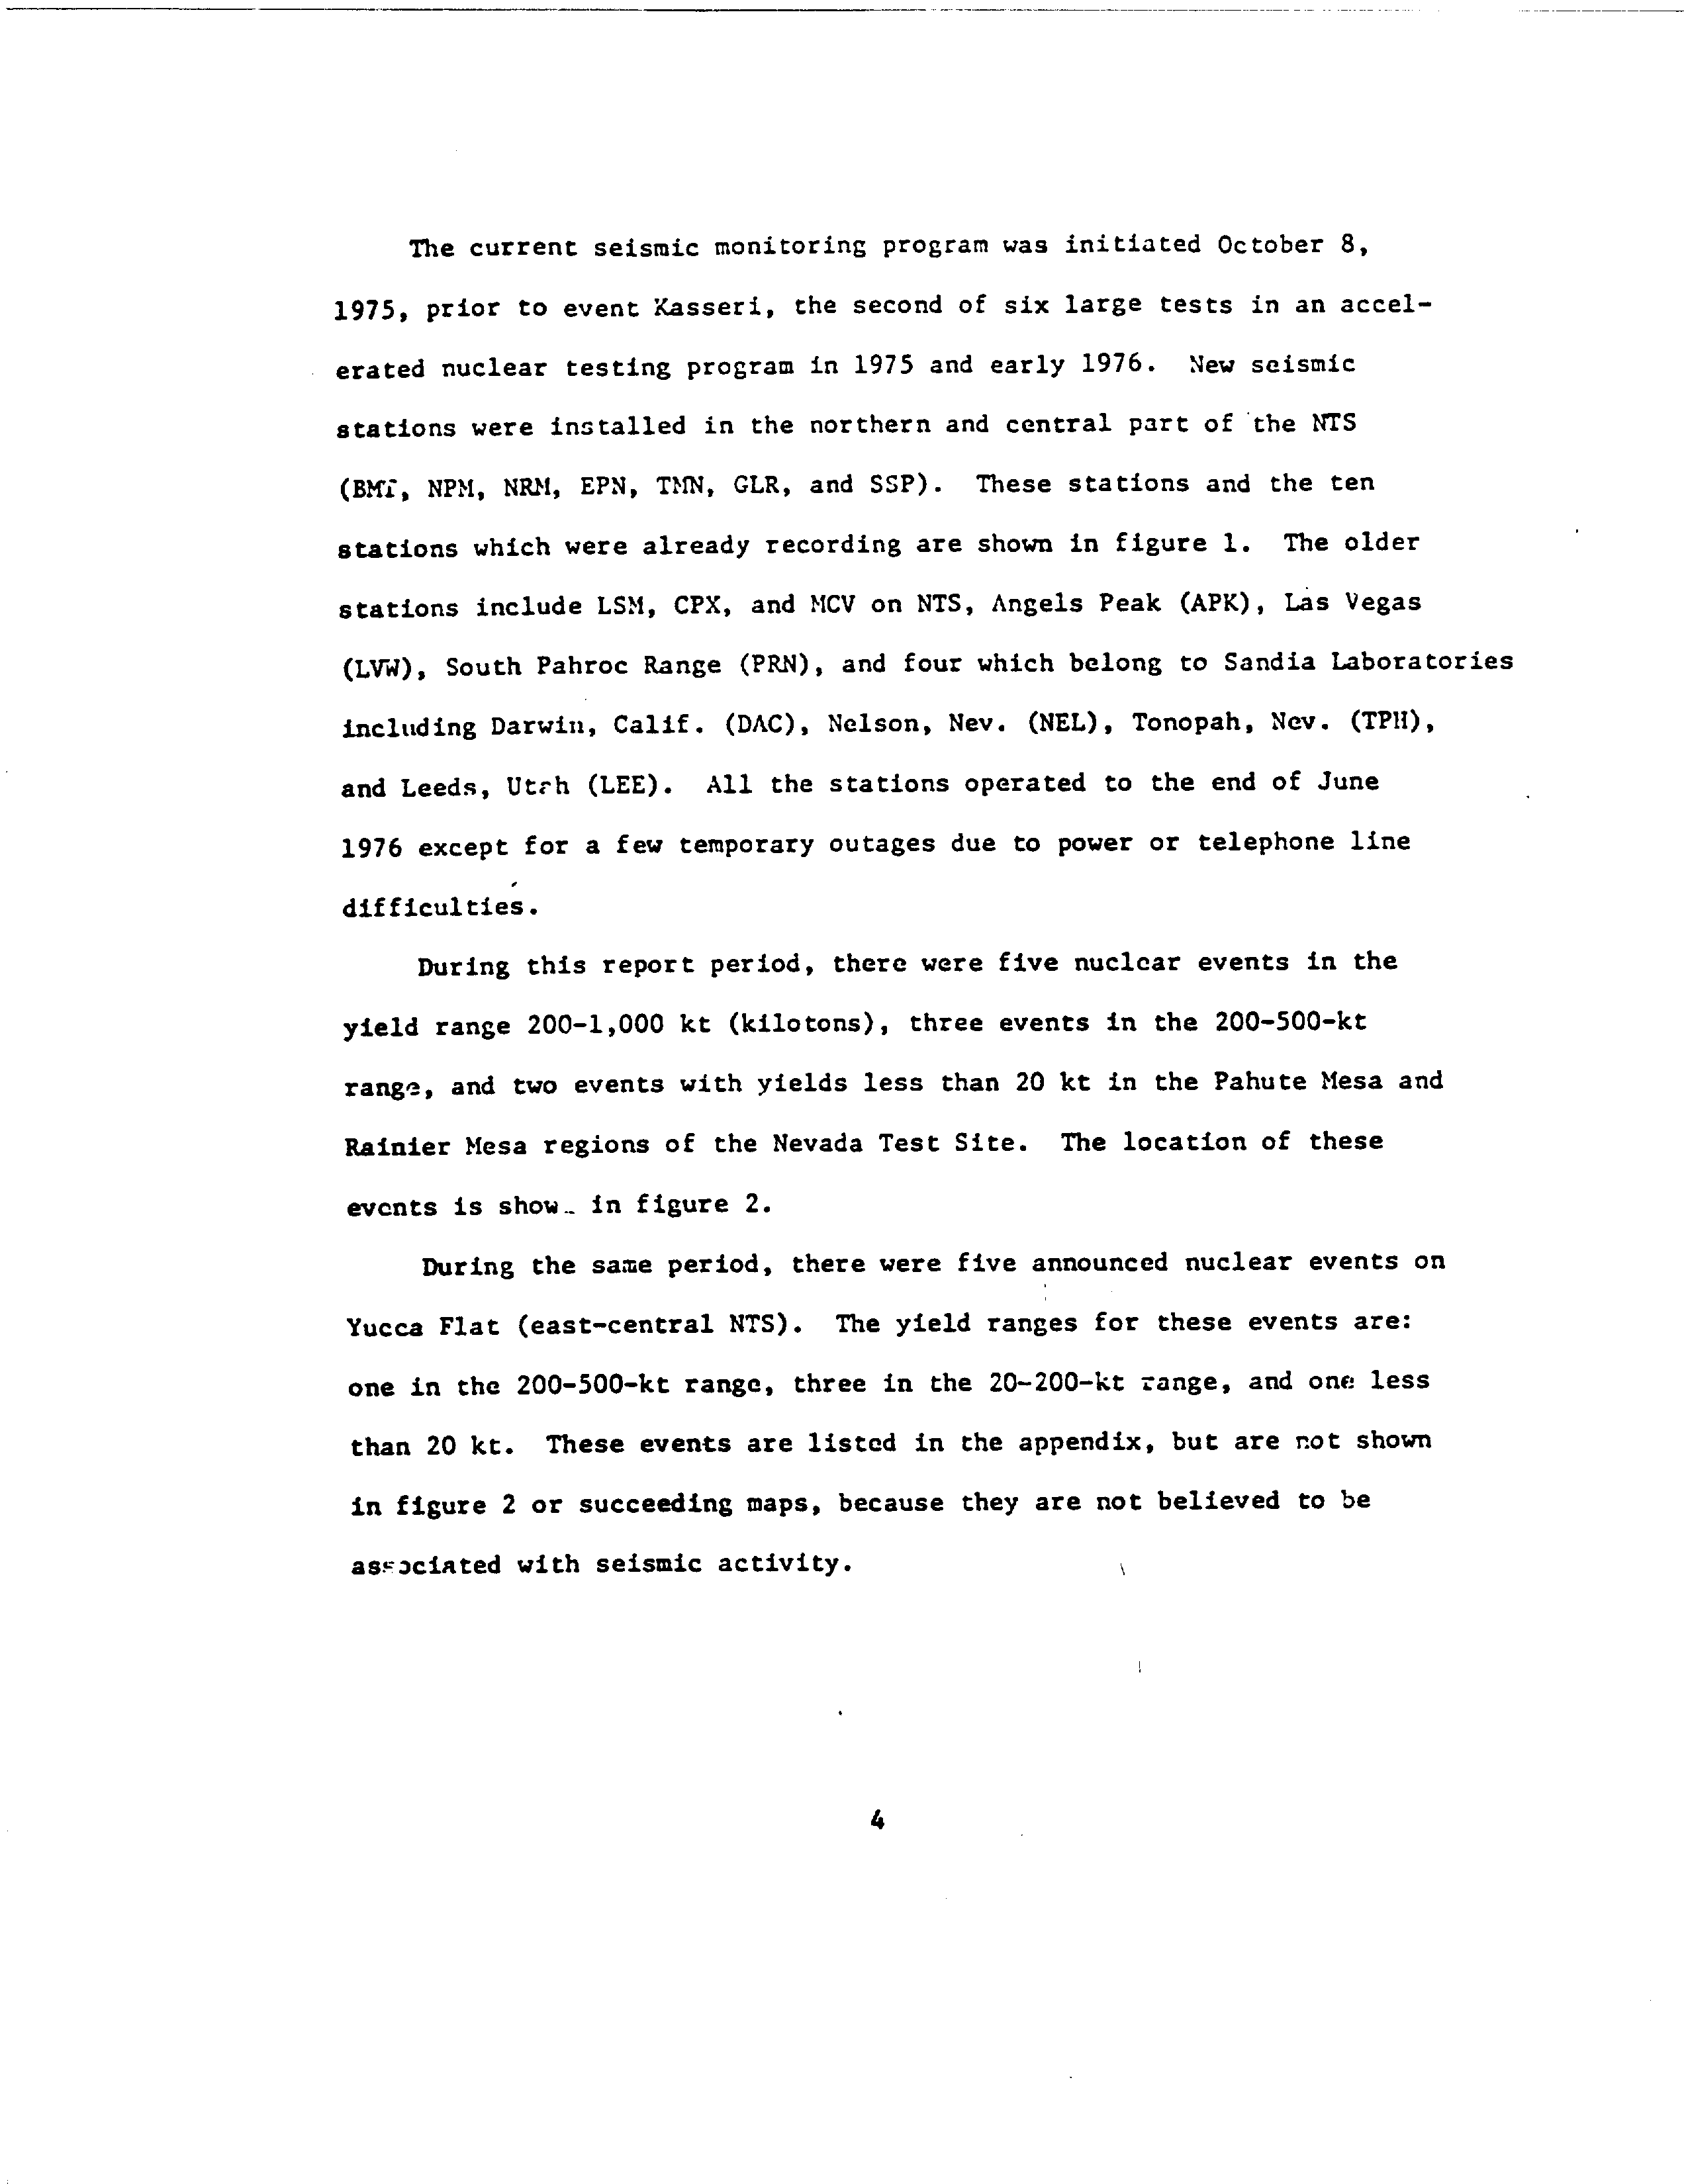 The current seismic monitoring program was initiated October 8,
1975, prior to event Kasseri, the second of six large tests in an accel-
erated nuclear testing program in 1975 and early 1976. New seismic
stations were installed in the northern and central part of the NTS
(BMT, NPM, NRM, EPN, TMN, GLR, and SSP). These stations and the ten
stations which were already recording are shown in figure 1. The older
stations include LSM, CPX, and MCV on NTS, Angels Peak (APK), Las Vegas
(LVW), South Pahroc Range (PRN), and four which belong to Sandia Laboratories
including Darwin, Calif. (DAC), Nelson, Nev. (NEL), Tonopah, Nev. (TPH),
and Leeds, Utah (LEE). All the stations operated to the end of June
1976 except for a few temporary outages due to power or telephone line
difficulties.
During this report period, there were five nuclear events in the
yield range 200-1,000 kt (kilotons), three events in the 200-500-kt
range, and two events with yields less than 20 kt in the Pahute Mesa and
Rainier Mesa regions of the Nevada Test Site. The location of these
events is shown in figure 2.
During the same period, there were five announced nuclear events on
Yucca Flat (east-central NTS). The yield ranges for these events are:
one in the 200-500-kt range, three in the 20-200-kt range, and one less
than 20 kt. These events are listed in the appendix, but are not shown
in figure 2 or succeeding maps, because they are not believed to be
associated with seismic activity.
4